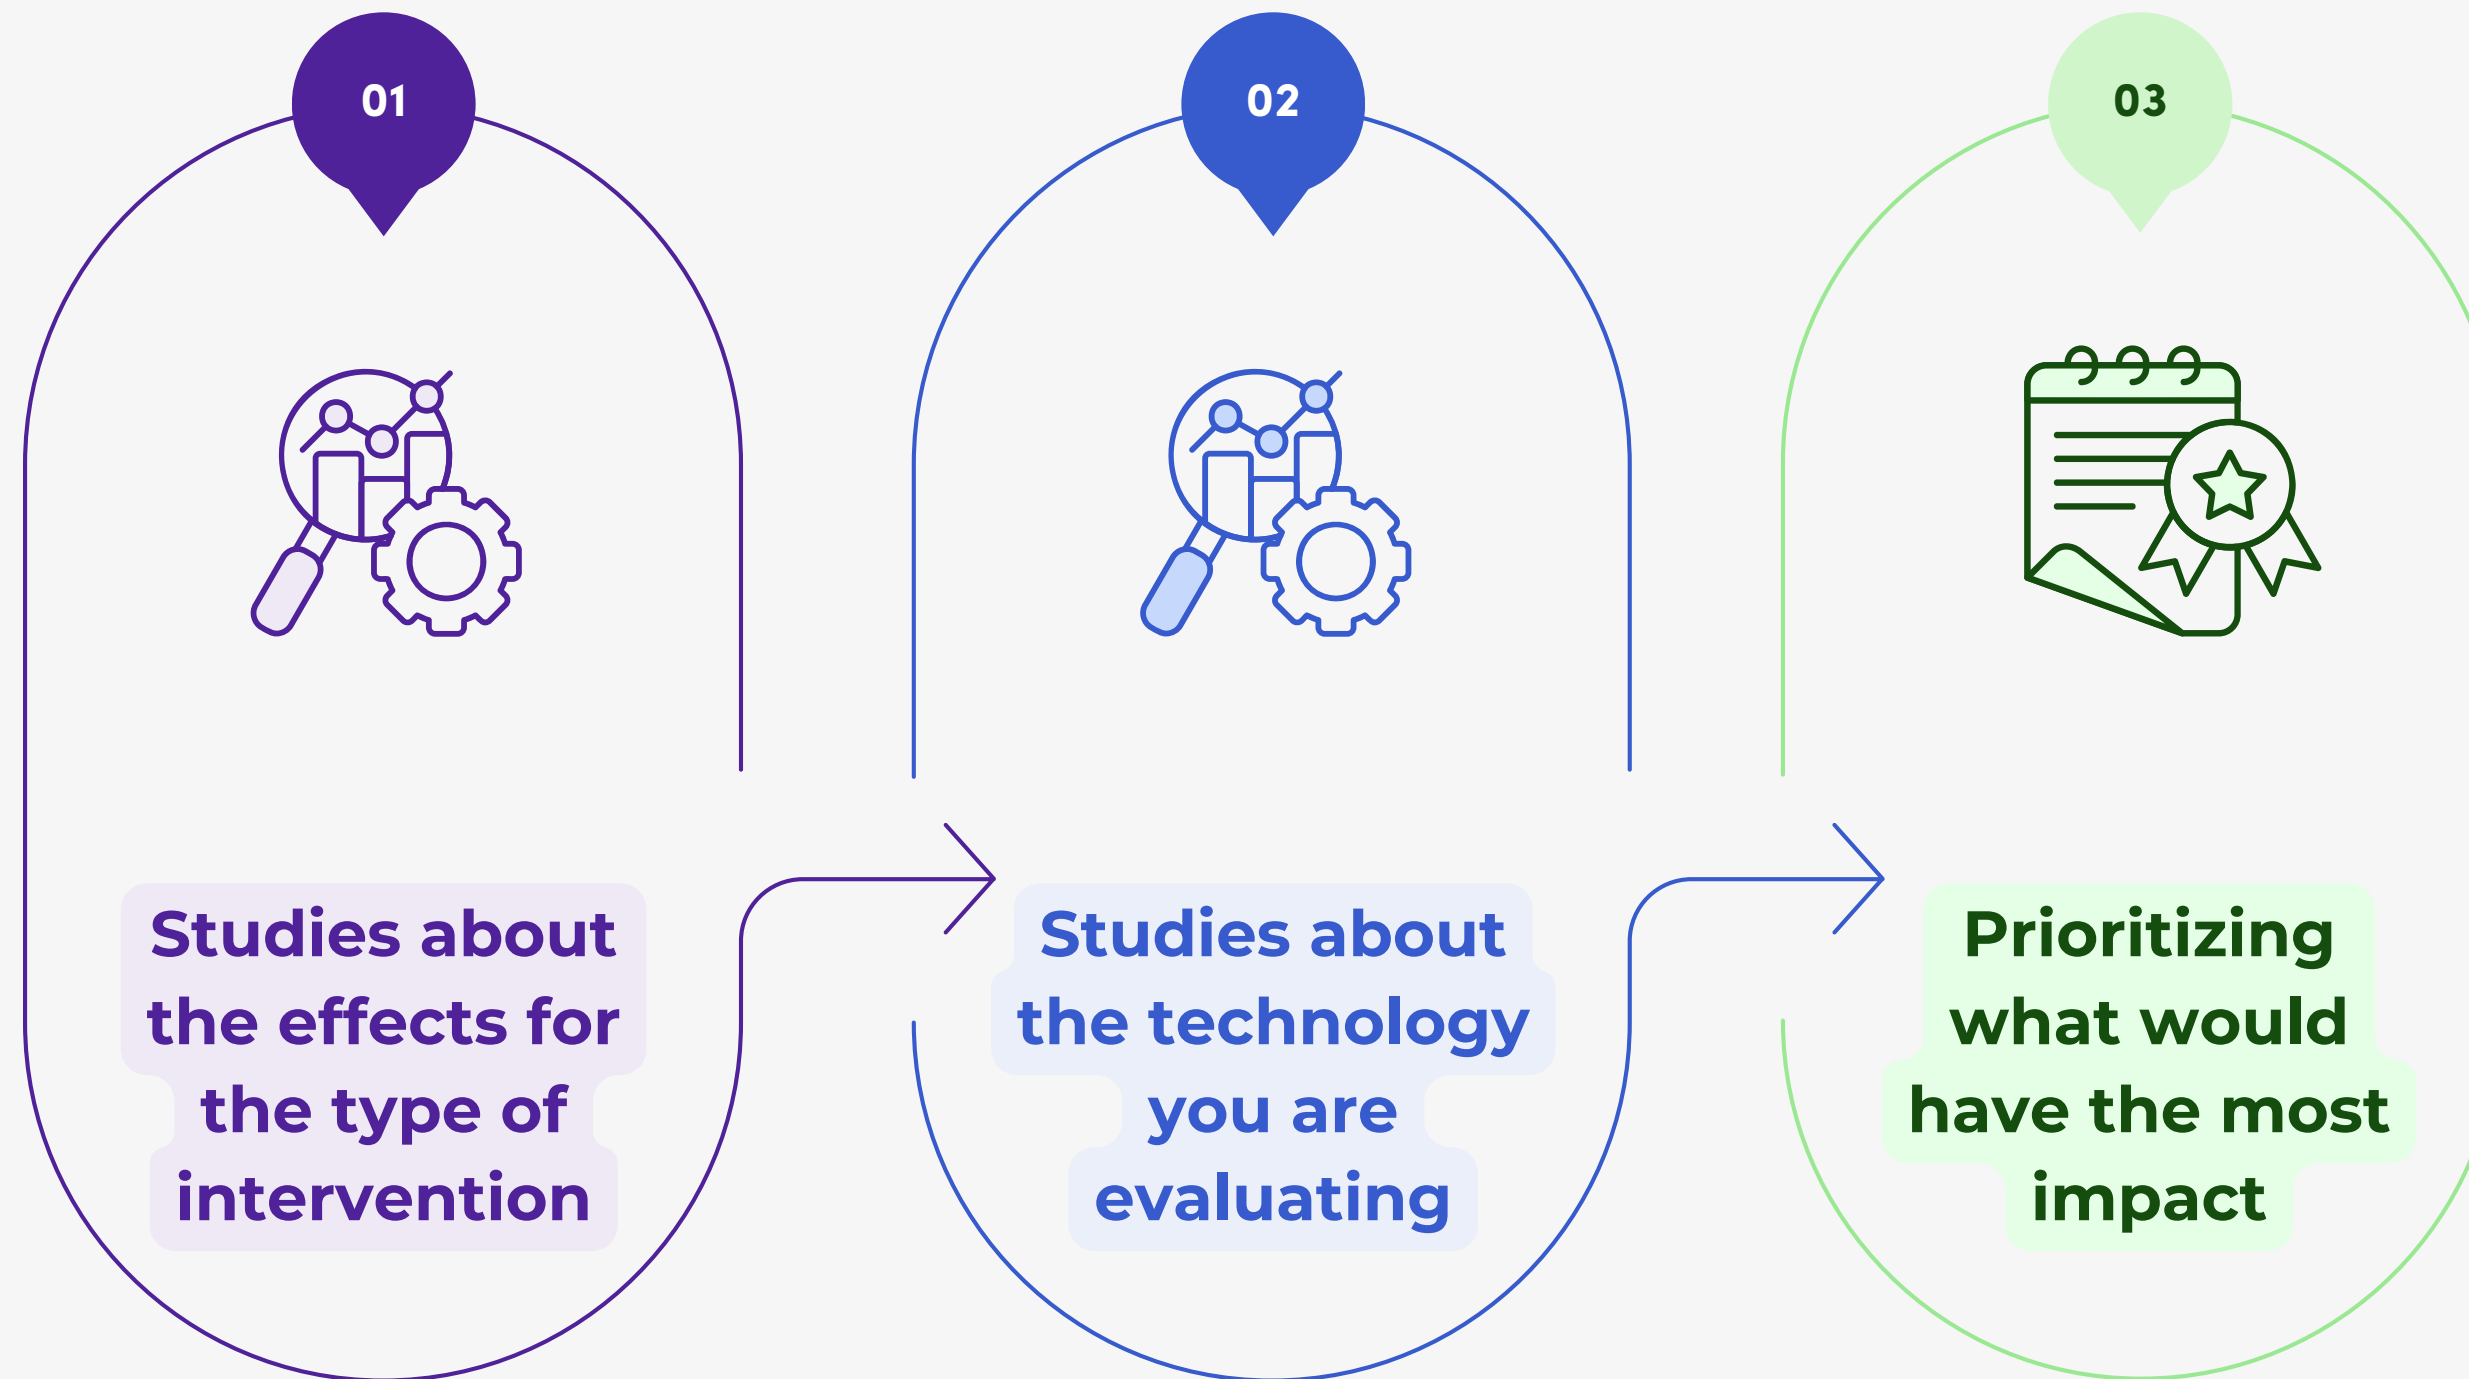 01
Studies about
the effects for
the type of
intervention
02
Studies about
the technology
you are
evaluating
03
Prioritizing
what would
have the most
impact